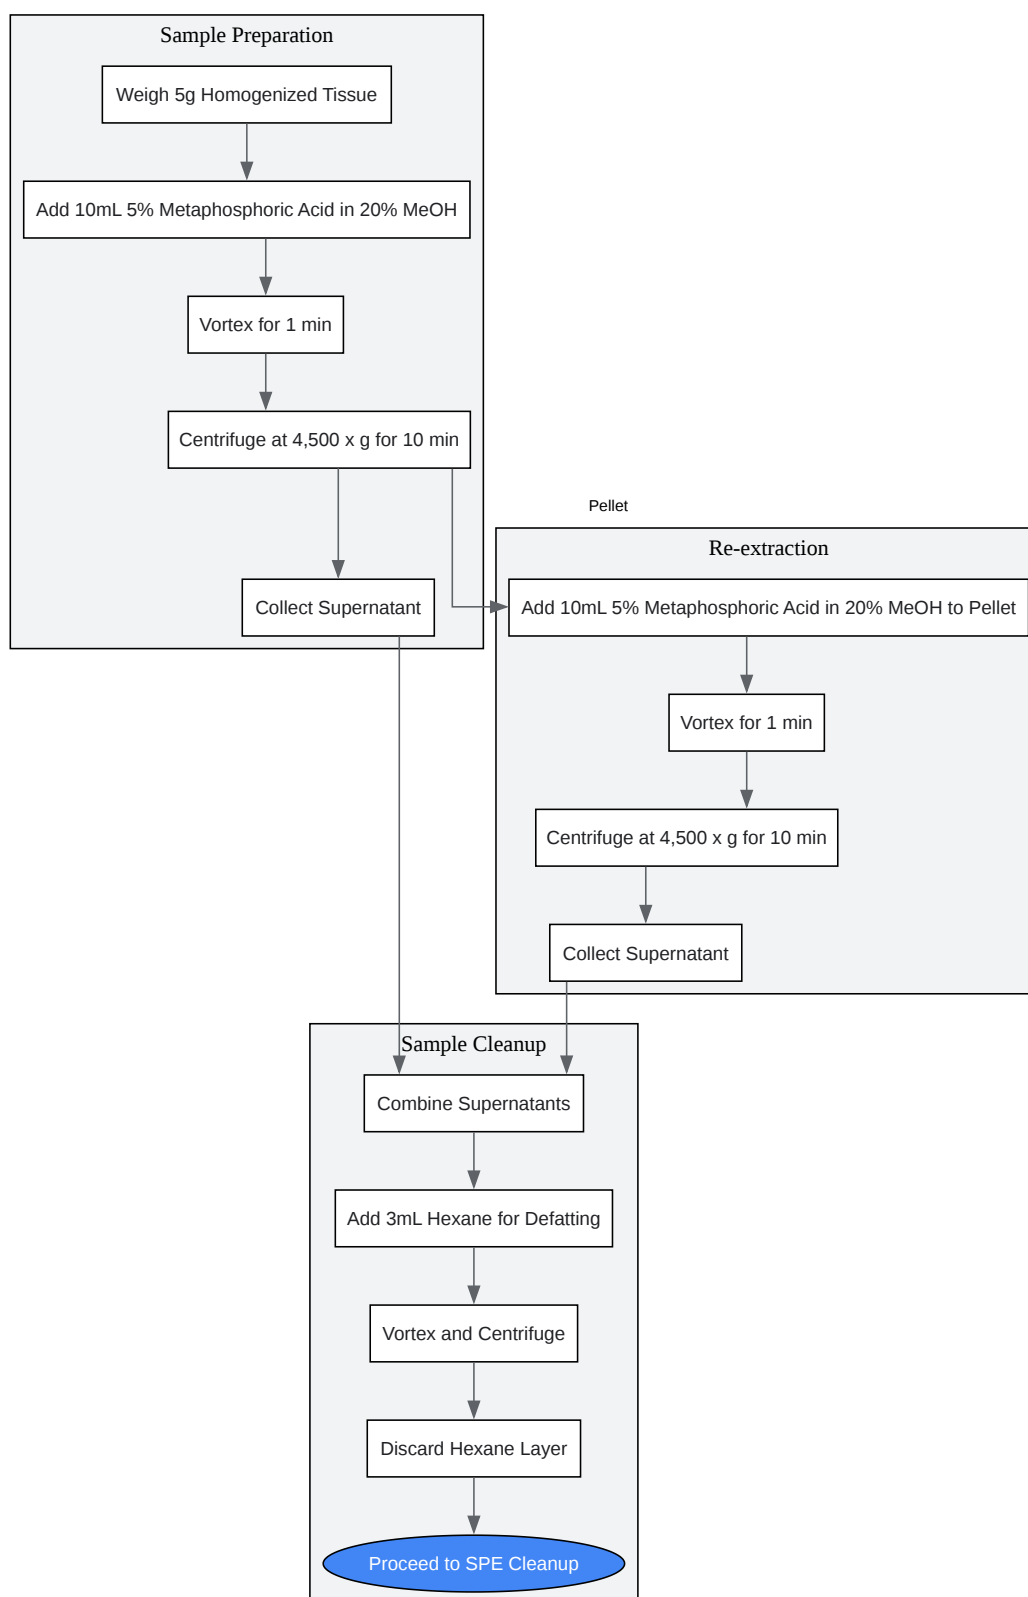 Sample Preparation
Weigh 5g Homogenized Tissue
Add 10mL 5% Metaphosphoric Acid in 20% MeOH
Vortex for 1 min
Centrifuge at 4,500 x g for 10 min
Collect Supernatant
Pellet
Re-extraction
Add 10mL 5% Metaphosphoric Acid in 20% MeOH to Pellet
Vortex for 1 min
Centrifuge at 4,500 x g for 10 min
Collect Supernatant
Sample Cleanup
Combine Supernatants
Add 3mL Hexane for Defatting
Vortex and Centrifuge
Discard Hexane Layer
Proceed to SPE Cleanup